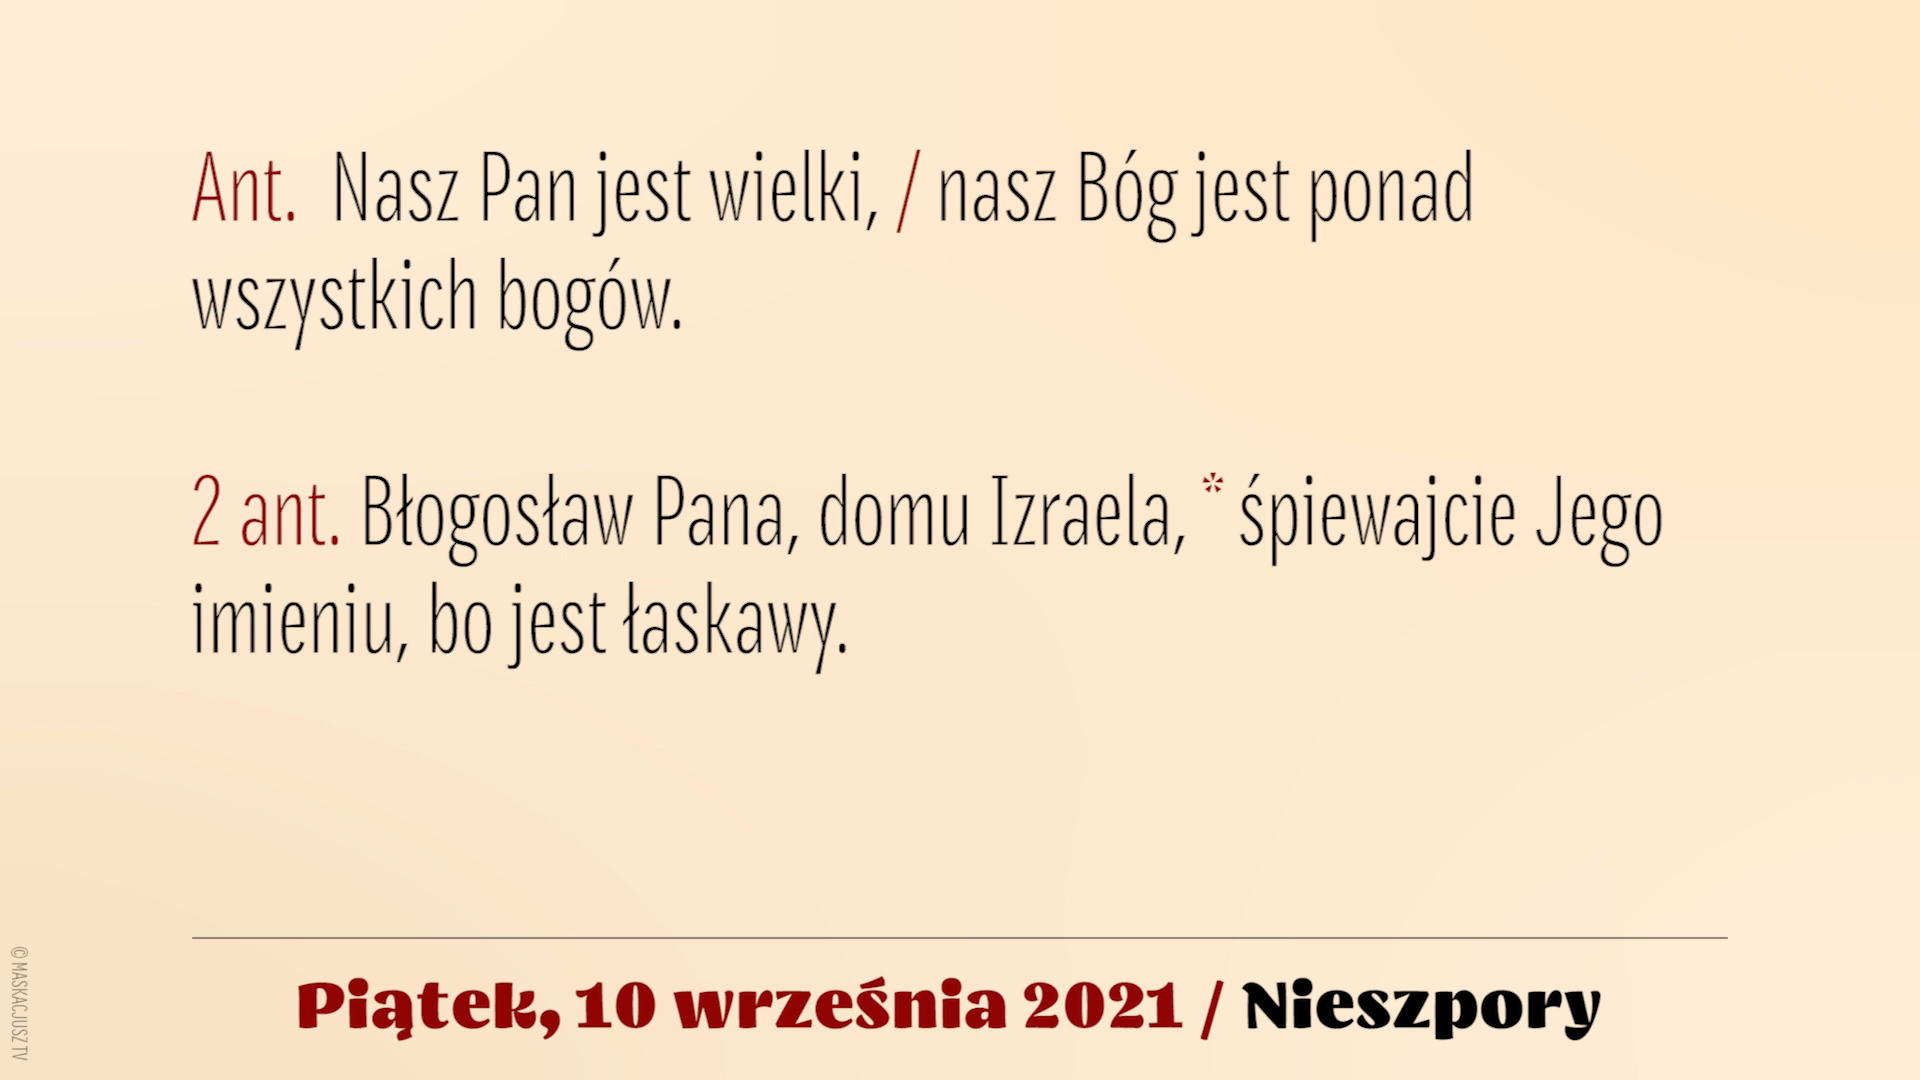 Ant. Nasz Pan jest wielki, / nasz Bóg jest ponad
wszystkich bogów.
2 ant. Błogosław Pana, domu Izraela, * śpiewajcie Jego
imieniu, bo jest łaskawy.
Piątek, 10 września 2021 / Nieszpory
© MASKACJUSZ TV